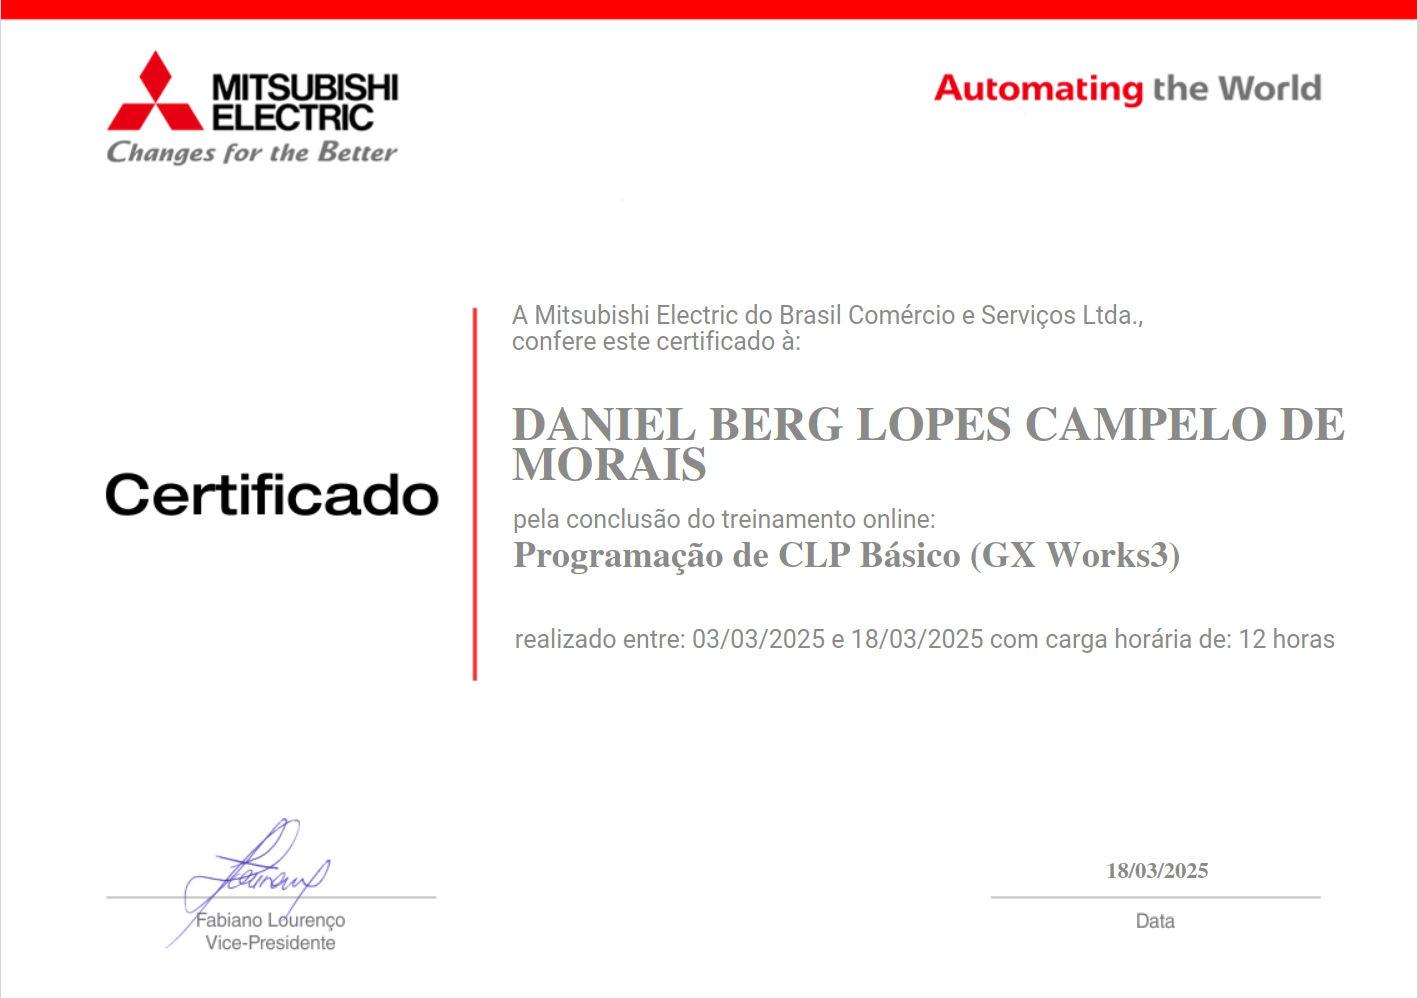 MITSUBISHI
ELECTRIC
Changes for the Better
Automating the World
Certificado
A Mitsubishi Electric do Brasil Comércio e Serviços Ltda.,
confere este certificado à:
DANIEL BERG LOPES CAMPELO DE
MORAIS
pela conclusão do treinamento online:
Programação de CLP Básico (GX Works3)
realizado entre: 03/03/2025 e 18/03/2025 com carga horária de: 12 horas
Fabiano Lourenço
Vice-Presidente
18/03/2025
Data